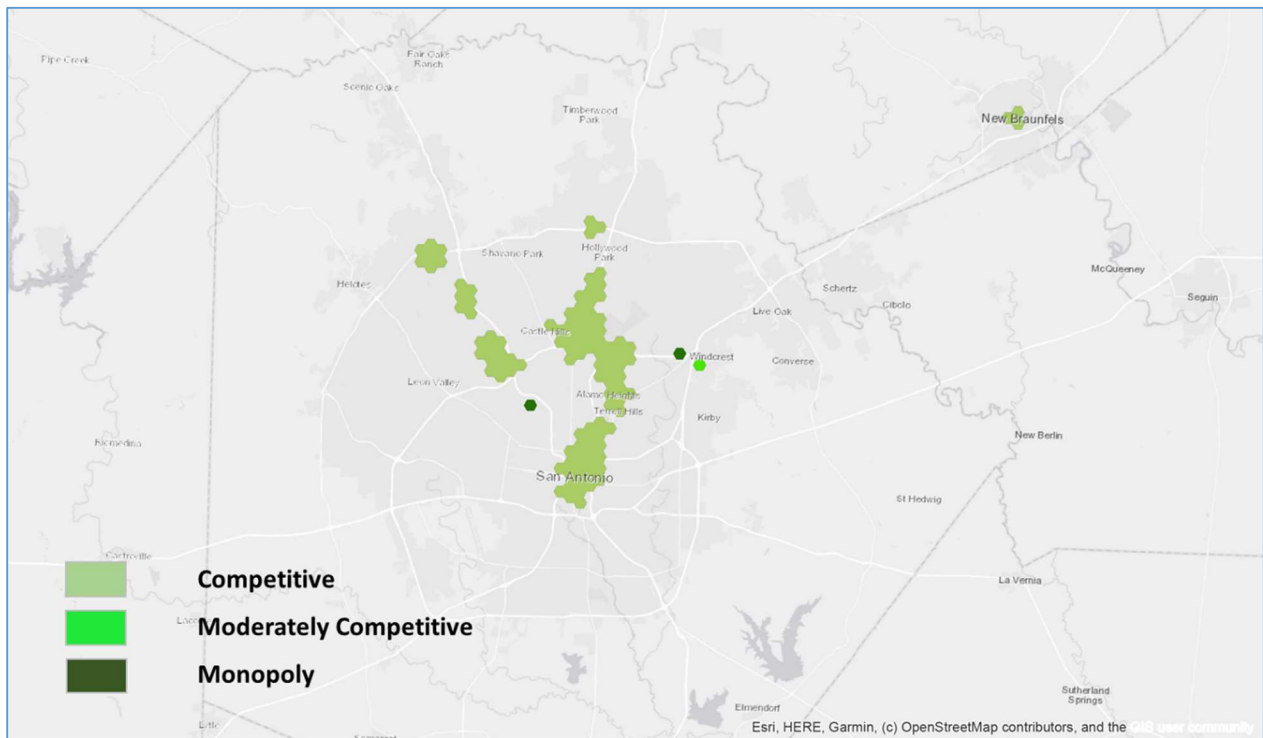 Fair Oaks
Ranch
Pipe Creek
Scenic Oaks
Timberwood
Park
New Braunfels
Shavano Park
Hollywood
Park
Helotes
McQueeney
Schertz
Seguin
Cibolo
Live Oak
Castle Hills
Windcrest
Converse
Leon Valley
Alamo Heights
Terrell Hills
Kirby
New Berlin
Riomedina
San Antonio
St Hedwig
Castroville
La Vernia
Competitive
Moderately Competitive
Monopoly
Sutherland
Springs
Elmendorf
Lytle
Somerset
Esri, HERE, Garmin, (c) OpenStreetMap contributors, and the GIS user community